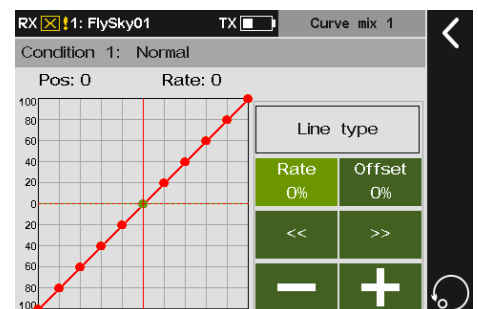 RX !1: FlySky01 TX Curve mix 1
Condition 1: Normal
Pos: 0 Rate: 0
100
80
60
40
20
0
20
40
60
80
100
Line type
Rate Offset
0% 0%
<< >>